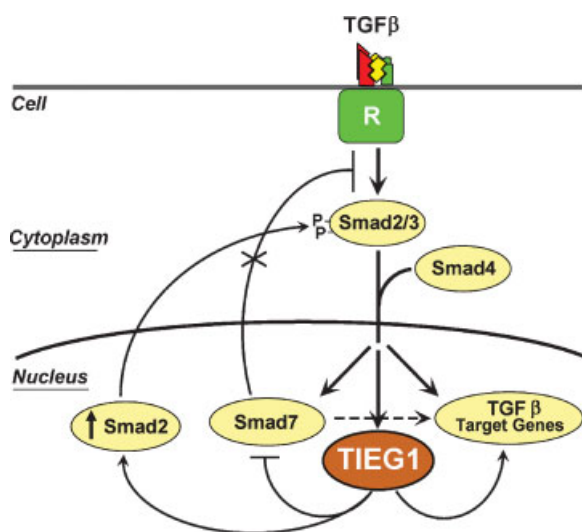 TGFβ
Cell
R
P-
P-
Smad2/3
Cytoplasm
Smad4
Nucleus
↑ Smad2
Smad7
TGF β
Target Genes
TIEG1